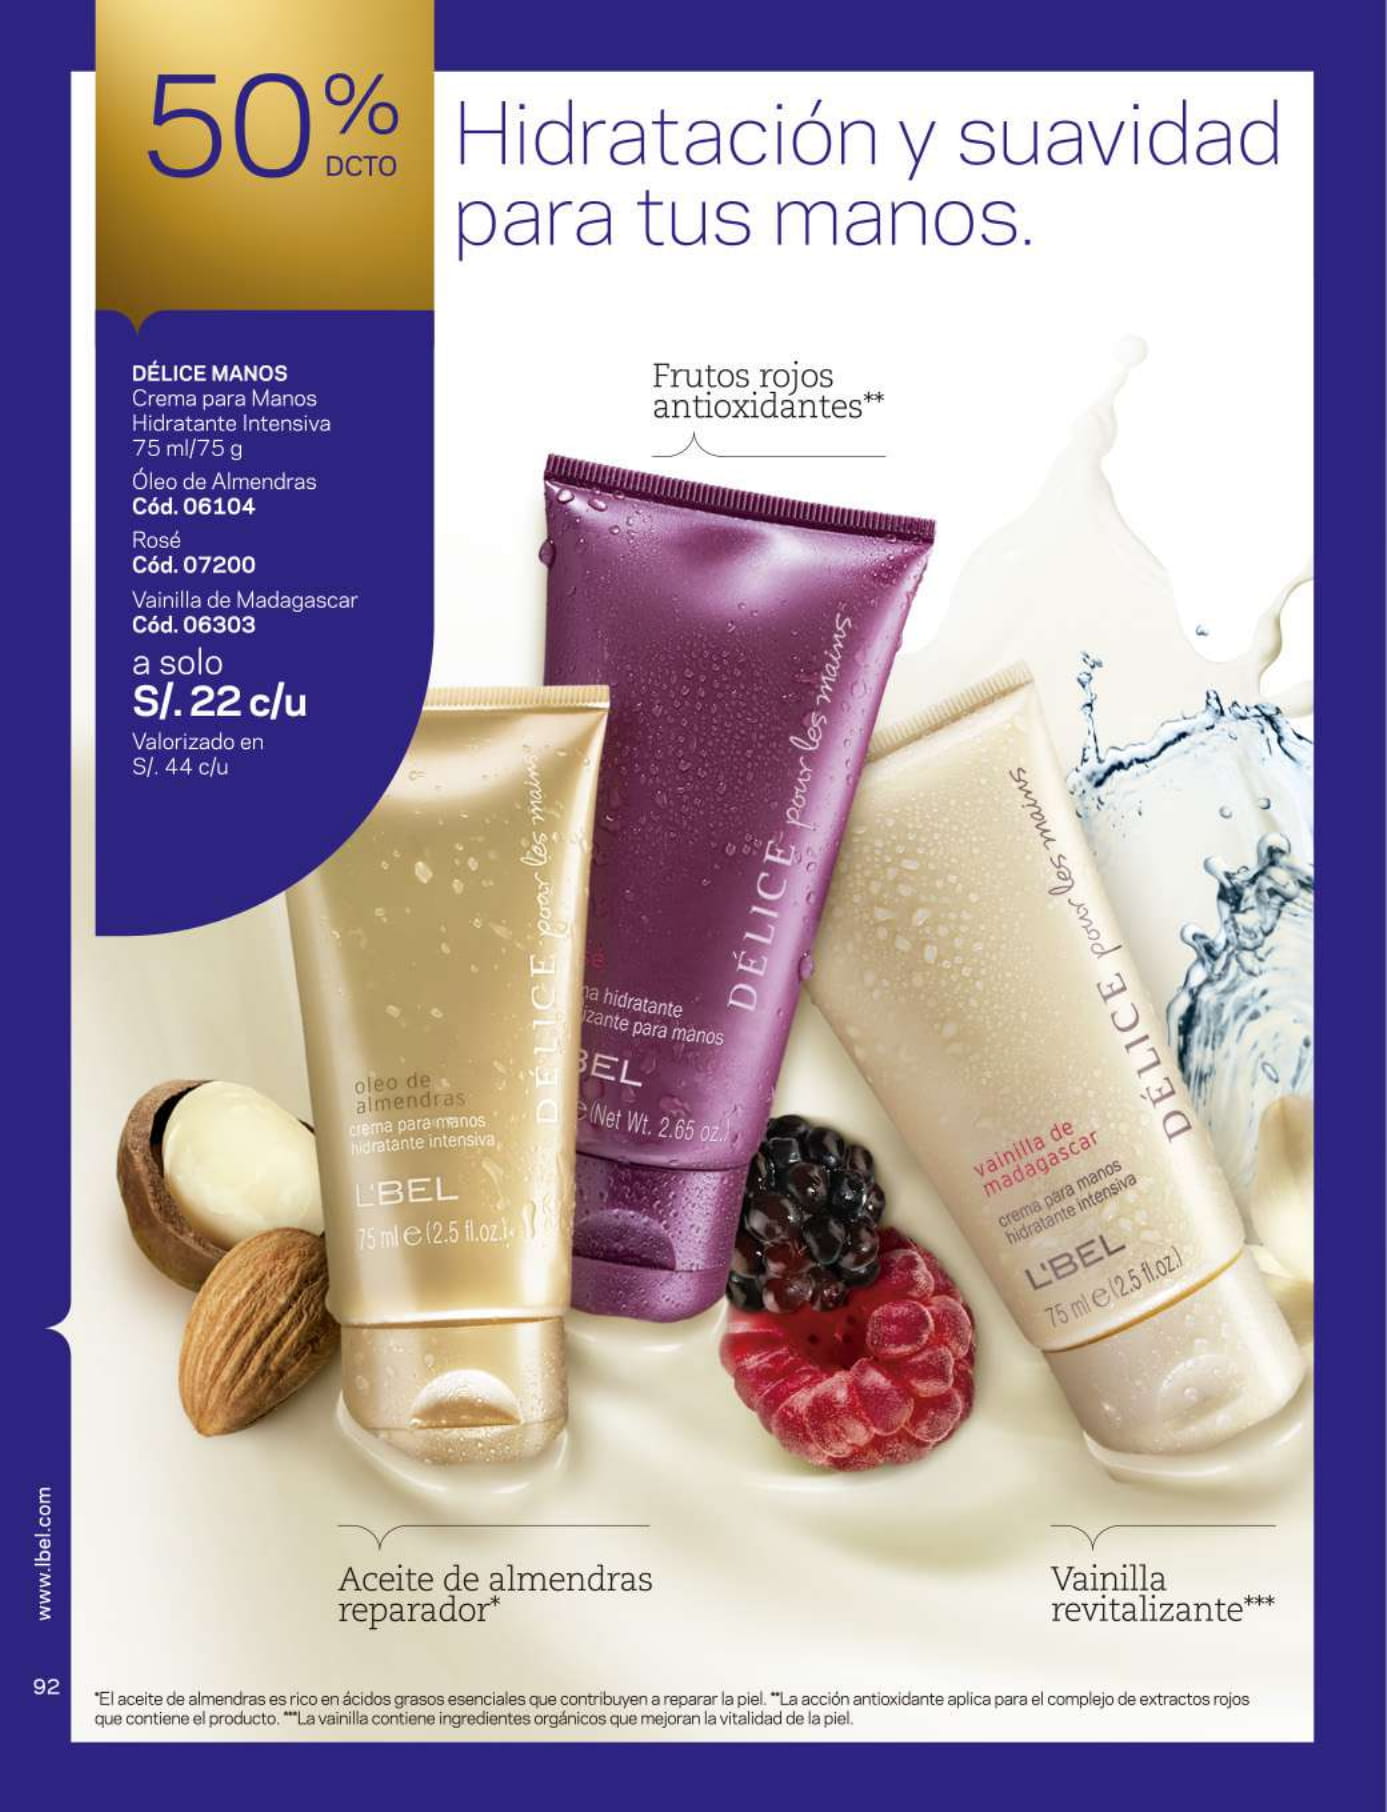 50%
DCTO
Hidratación y suavidad
para tus manos.
DÉLICE MANOS
Crema para Manos
Hidratante Intensiva
75 ml/75 g
Óleo de Almendras
Cód. 06104
Rosé
Cód. 07200
Vainilla de Madagascar
Cód. 06303
a solo
S/. 22 c/u
Valorizado en
S/. 44 c/u
Frutos rojos
antioxidantes**
DÉLICE pour les mains
oleo de
almendras
crema para manos
hidratante intensiva
L'BEL
75 ml e (2.5 fl.oz.)
DÉLICE pour les mains
hidratante
para manos
BEL
e (Net Wt. 2.65 oz.)
DÉLICE pour les mains
vainilla de
madagascar
crema para manos
hidratante intensiva
L'BEL
75 ml e (2.5 fl.oz.)
Aceite de almendras
reparador*
Vainilla
revitalizante***
www.lbel.com
92
*El aceite de almendras es rico en ácidos grasos esenciales que contribuyen a reparar la piel. **La acción antioxidante aplica para el complejo de extractos rojos
que contiene el producto. ***La vainilla contiene ingredientes orgánicos que mejoran la vitalidad de la piel.